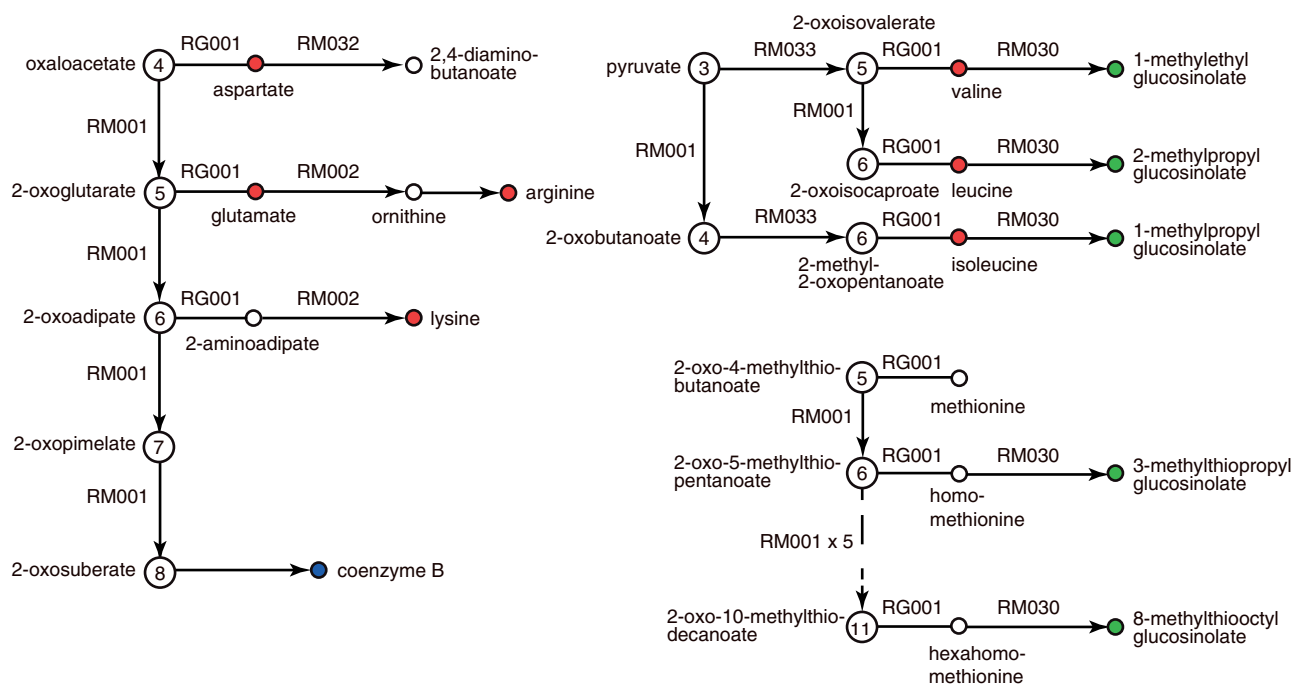 RG001 RM032
oxaloacetate 4 2,4-diamino-
butanoate
aspartate
RM001
RG001 RM002
2-oxoglutarate 5 arginine
glutamate ornithine
RM001
RG001 RM002
2-oxoadipate 6 lysine
2-aminoadipate
RM001
2-oxopimelate 7
RM001
2-oxosuberate 8 coenzyme B
2-oxoisovalerate
RM033 RG001 RM030
pyruvate 3 5 1-methylethyl
glucosinolate
valine
RM001
RM001
RG001 RM030
6 2-methylpropyl
glucosinolate
2-oxoisocaproate leucine
RM033 RG001 RM030
2-oxobutanoate 4 6 1-methylpropyl
glucosinolate
2-methyl-
2-oxopentanoate
isoleucine
2-oxo-4-methylthio-
butanoate
5 RG001
methionine
RM001
2-oxo-5-methylthio-
pentanoate
6 RG001 RM030
3-methylthiopropyl
glucosinolate
homo-
methionine
RM001 x 5
2-oxo-10-methylthio-
decanoate
11 RG001 RM030
8-methylthiooctyl
glucosinolate
hexahomo-
methionine